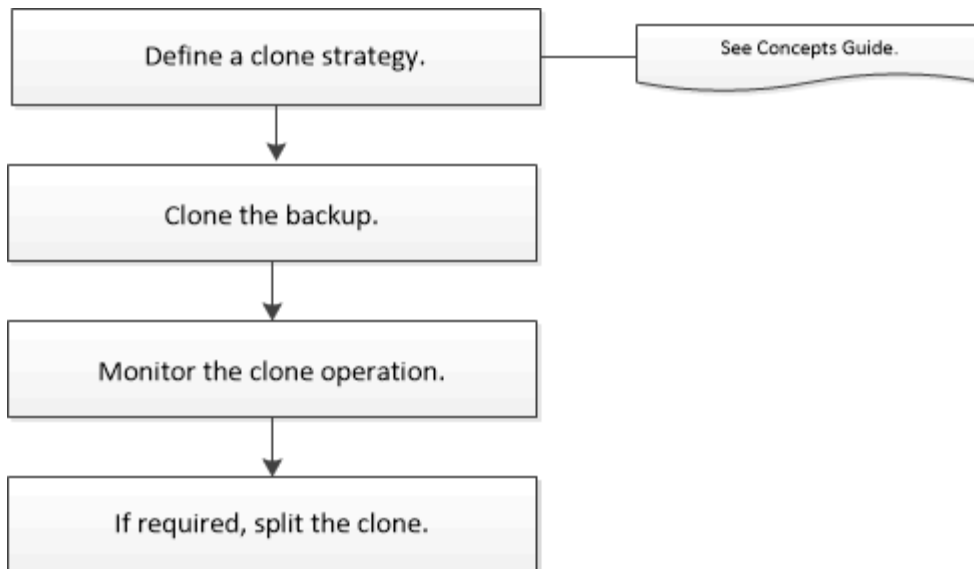 Define a clone strategy.
See Concepts Guide.
Clone the backup.
Monitor the clone operation.
If required, split the clone.